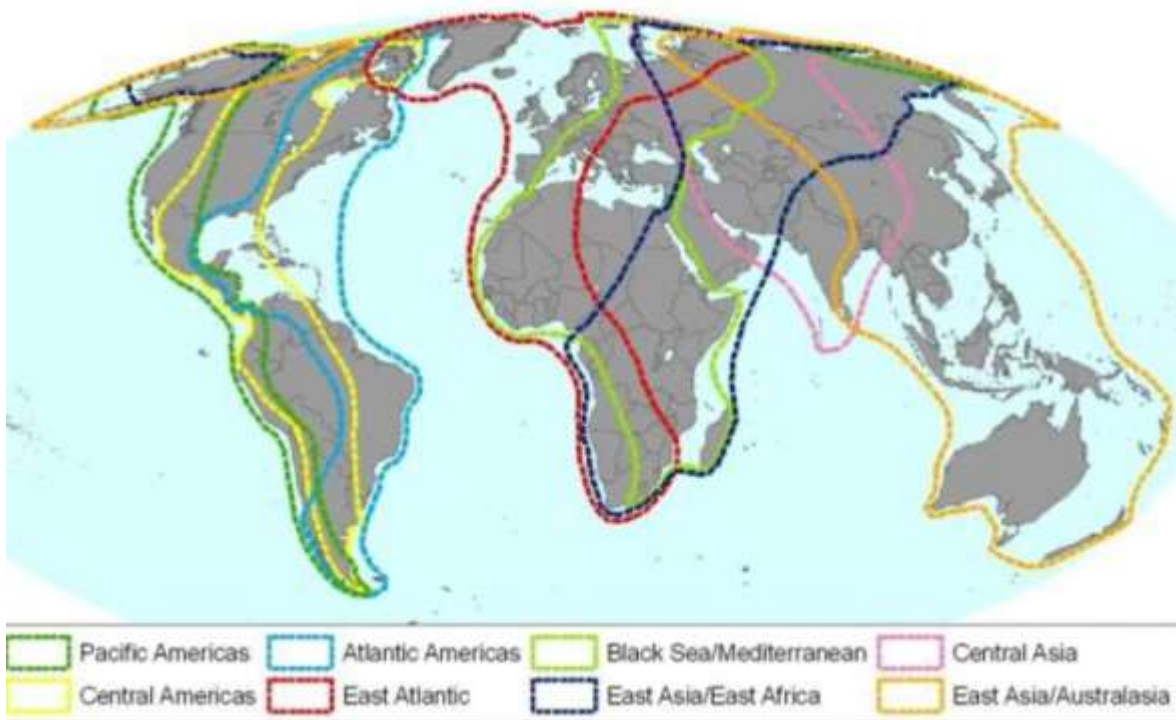 Pacific Americas Atlantic Americas Black Sea/Mediterranean Central Asia
Central Americas East Atlantic East Asia/East Africa East Asia/Australasia